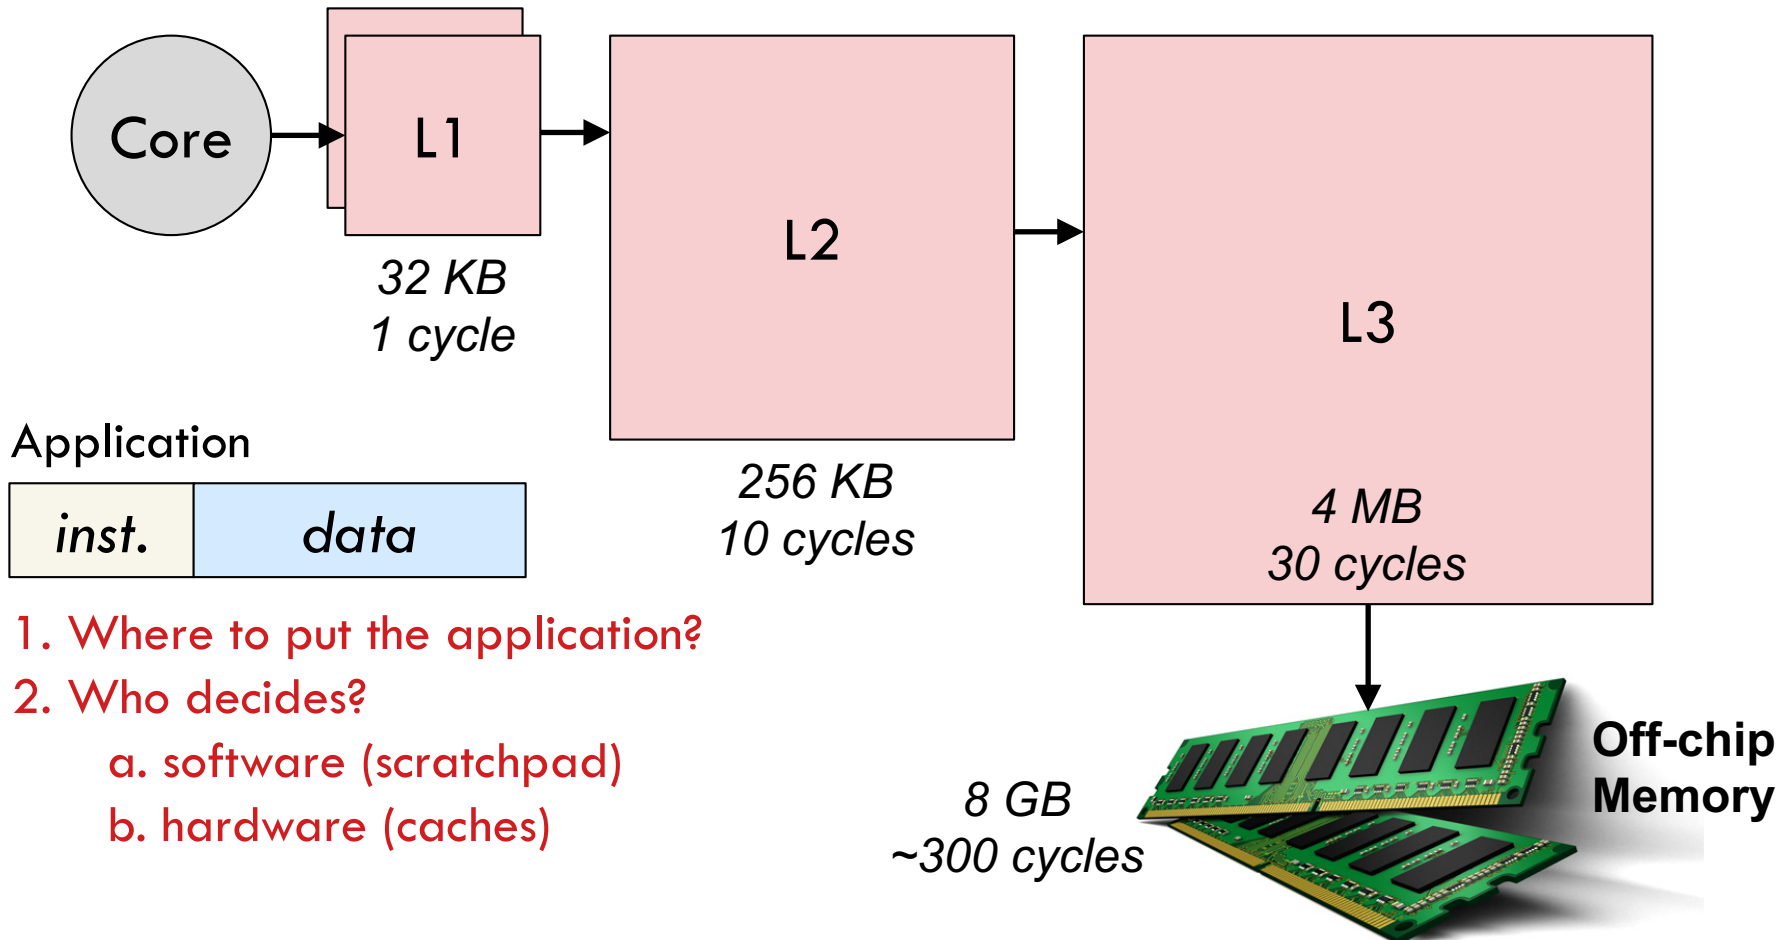 Core
L1
32 KB
1 cycle
L2
256 KB
10 cycles
L3
4 MB
30 cycles
Application
inst.
data
1. Where to put the application?
2. Who decides?
a. software (scratchpad)
b. hardware (caches)
8 GB
~300 cycles
Off-chip
Memory